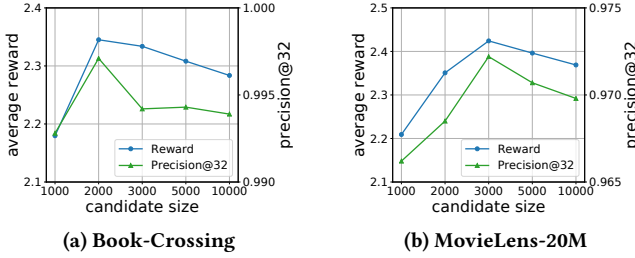 2.4
2.3
2.2
2.1
average reward
1.000
0.995
0.990
precision@32
Reward
Precision@32
1000 2000 3000 5000 10000
candidate size
(a) Book-Crossing
2.5
2.4
2.3
2.2
2.1
average reward
0.975
0.970
0.965
precision@32
Reward
Precision@32
1000 2000 3000 5000 10000
candidate size
(b) MovieLens-20M